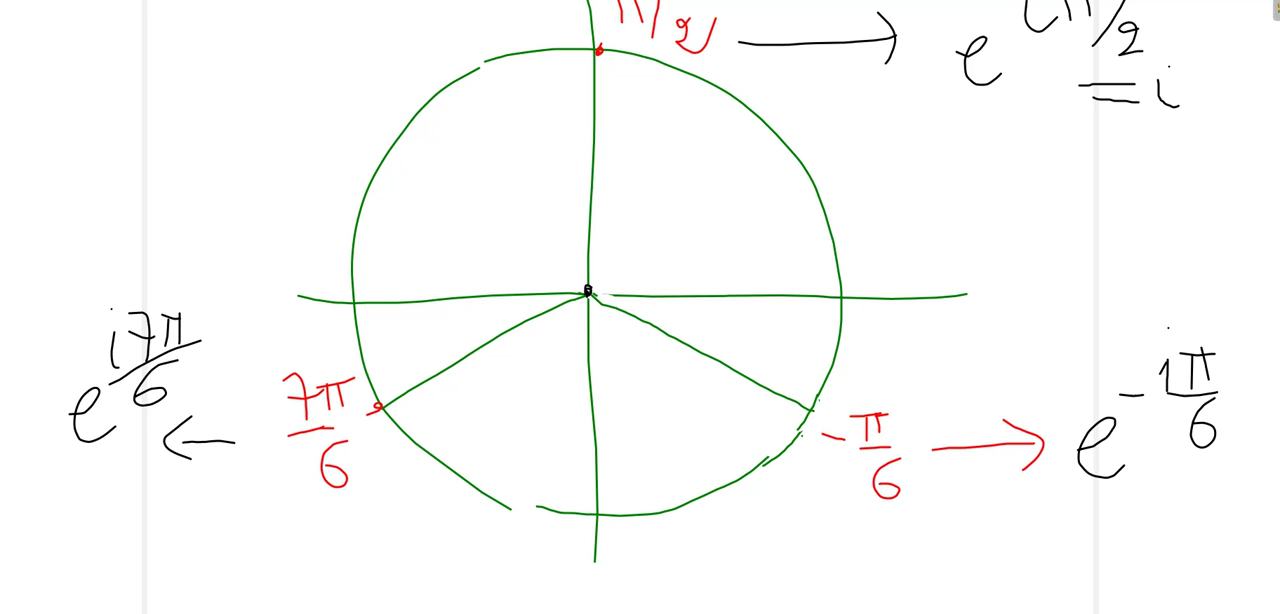 π/2 → e^{iπ/2}
= i
e^{i7π/6} ← 7π/6
-π/6 → e^{-iπ/6}